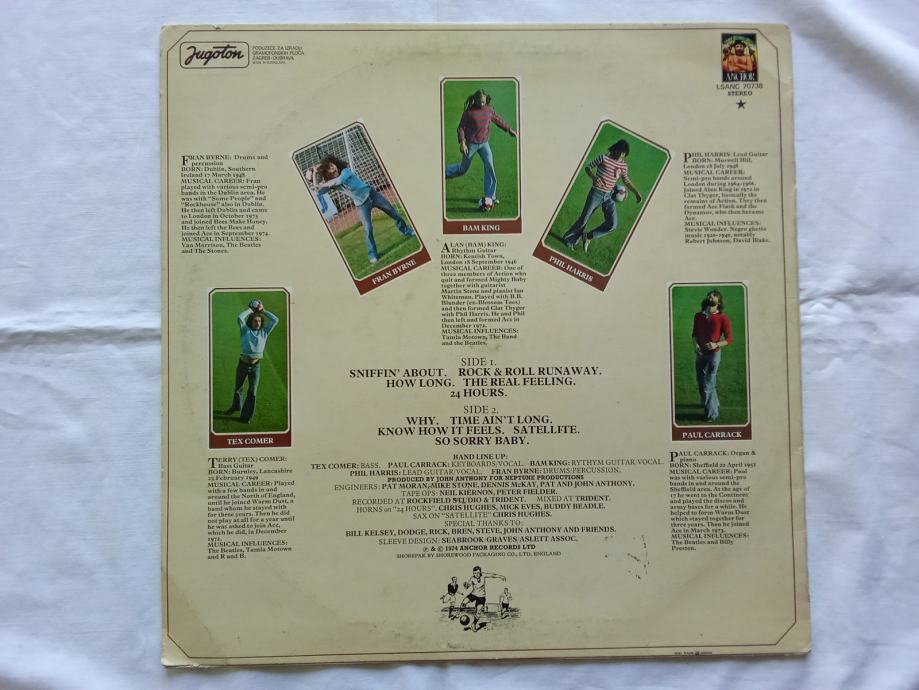 Jugoton
PODUZEĆE ZA IZRADU
GRAMOFONSKIH PLOČA
ZAGREB-DUBRAVA
ANCHOR
LSANC 70738
STEREO
FRAN BYRNE: Drums and
percussion
BORN: Dublin, Southern
Ireland 17 March 1948
MUSICAL CAREER: Fran
played with various semi-pro
bands in the Dublin area. He
was with "Some People" and
"Rockhouse" also in Dublin.
He then left Dublin and came
to London in October 1973
and joined Bees Make Honey.
He then left the Bees and
joined Ace in September 1974.
MUSICAL INFLUENCES:
Van Morrison, The Beatles
and The Stones.
FRAN BYRNE
BAM KING
ALAN (BAM) KING:
Rhythm Guitar
BORN: Kentish Town,
London 18 September 1946
MUSICAL CAREER: One of
three members of Action who
quit and formed Mighty Baby
together with guitarist
Martin Stone and pianist Ian
Whiteman. Played with B.B.
Blunder (ex-Blossom Toes)
and then formed Clat Thyger
with Phil Harris. He and Phil
then left and formed Ace in
December 1972.
MUSICAL INFLUENCES:
Tamla Motown, The Band
and the Beatles.
PHIL HARRIS
PHIL HARRIS: Lead Guitar
BORN: Muswell Hill,
London 18 July 1948
MUSICAL CAREER:
Semi-pro bands around
London during 1964-1966.
Joined Alan King in 1972 in
Clat Thyger, basically the
remains of Action. They then
formed Ace Flash and the
Dynamos, who then became
Ace.
MUSICAL INFLUENCES:
Stevie Wonder. Negro ghetto
music 1920-1940, notably
Robert Johnson, David Blake.
TEX COMER
TERRY (TEX) COMER:
Bass Guitar
BORN: Burnley, Lancashire
23 February 1949
MUSICAL CAREER: Played
with a few bands in and
around the North of England,
until he joined Warm Dust, a
band whom he stayed with
for three years. Then he did
not play at all for a year until
he was asked to join Ace,
which he did, in December
1972.
MUSICAL INFLUENCES:
The Beatles, Tamla Motown
and R and B.
SIDE 1.
SNIFFIN' ABOUT. ROCK & ROLL RUNAWAY.
HOW LONG. THE REAL FEELING.
24 HOURS.
SIDE 2.
WHY. TIME AIN'T LONG.
KNOW HOW IT FEELS. SATELLITE.
SO SORRY BABY.
BAND LINE UP:
TEX COMER: BASS. PAUL CARRACK: KEYBOARDS/VOCAL. BAM KING: RYTHYM GUITAR/VOCAL.
PHIL HARRIS: LEAD GUITAR/VOCAL. FRAN BYRNE: DRUMS/PERCUSSION.
PRODUCED BY JOHN ANTHONY FOR NEPTUNE PRODUCTIONS
ENGINEERS: PAT MORAN, MIKE STONE, DENNIS McKAY, PAT AND JOHN ANTHONY.
TAPE OPS: NEIL KERNON, PETER FIELDER.
RECORDED AT ROCKFIELD STUDIO & TRIDENT. MIXED AT TRIDENT.
HORNS on "24 HOURS", CHRIS HUGHES, MICK EVES, BUDDY BEADLE.
SAX ON "SATELLITE" CHRIS HUGHES.
SPECIAL THANKS TO:
BILL KELSEY, DODGE, RICK, BREN, STEVE, JOHN ANTHONY AND FRIENDS.
SLEEVE DESIGN: SEABROOK/GRAVES/ASLETT ASSOC.
℗ & © 1974 ANCHOR RECORDS LTD
SHOREPAK BY SHOREWOOD PACKAGING CO., LTD. ENGLAND
PAUL CARRACK
PAUL CARRACK: Organ &
piano
BORN: Sheffield 22 April 1951
MUSICAL CAREER: Paul
was with various semi-pro
bands in and around the
Sheffield area. At the age of
17 he went to the Continent
and played the discos and
army bases for a while. He
helped to form Warm Dust
which stayed together for
three years. Then he joined
Ace in March 1973.
MUSICAL INFLUENCES:
The Beatles and Billy
Preston.